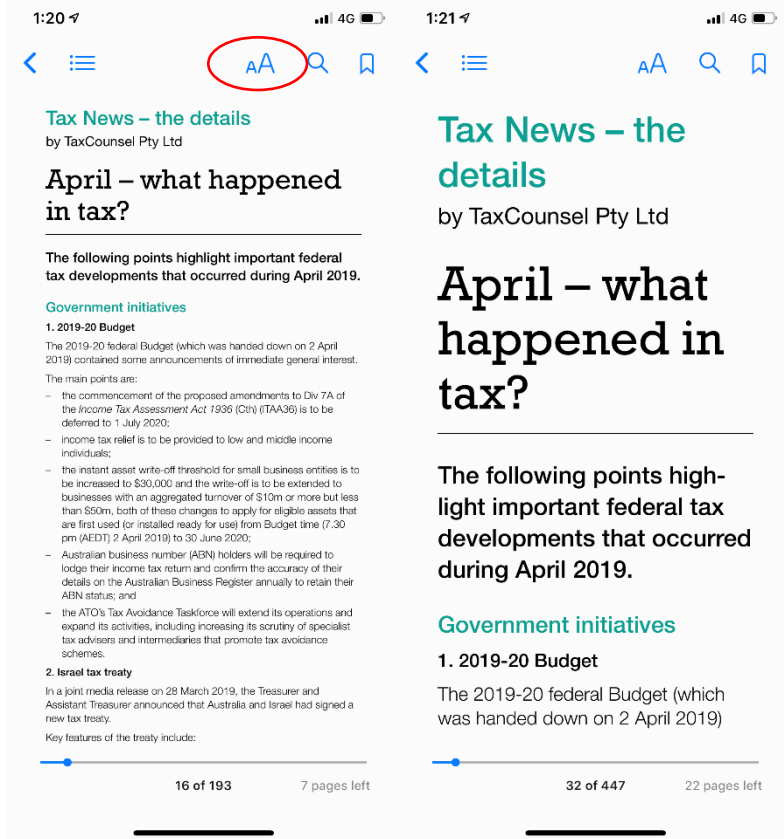 1:20
4G
AA
Tax News – the details
by TaxCounsel Pty Ltd
April – what happened
in tax?
The following points highlight important federal
tax developments that occurred during April 2019.
Government initiatives
1. 2019-20 Budget
The 2019-20 federal Budget (which was handed down on 2 April
2019) contained some announcements of immediate general interest.
The main points are:
– the commencement of the proposed amendments to Div 7A of
the Income Tax Assessment Act 1936 (Cth) (ITAA36) is to be
deferred to 1 July 2020;
– income tax relief is to be provided to low and middle income
individuals;
– the instant asset write-off threshold for small business entities is to
be increased to $30,000 and the write-off is to be extended to
businesses with an aggregated turnover of $10m or more but less
than $50m, both of these changes to apply for eligible assets that
are first used (or installed ready for use) from Budget time (7.30
pm (AEDT) 2 April 2019) to 30 June 2020;
– Australian business number (ABN) holders will be required to
lodge their income tax return and confirm the accuracy of their
details on the Australian Business Register annually to retain their
ABN status; and
– the ATO's Tax Avoidance Taskforce will extend its operations and
expand its activities, including increasing its scrutiny of specialist
tax advisers and intermediaries that promote tax avoidance
schemes.
2. Israel tax treaty
In a joint media release on 28 March 2019, the Treasurer and
Assistant Treasurer announced that Australia and Israel had signed a
new tax treaty.
Key features of the treaty include:
16 of 193
7 pages left
1:21
4G
AA
Tax News – the
details
by TaxCounsel Pty Ltd
April – what
happened in
tax?
The following points high-
light important federal tax
developments that occurred
during April 2019.
Government initiatives
1. 2019-20 Budget
The 2019-20 federal Budget (which
was handed down on 2 April 2019)
32 of 447
22 pages left